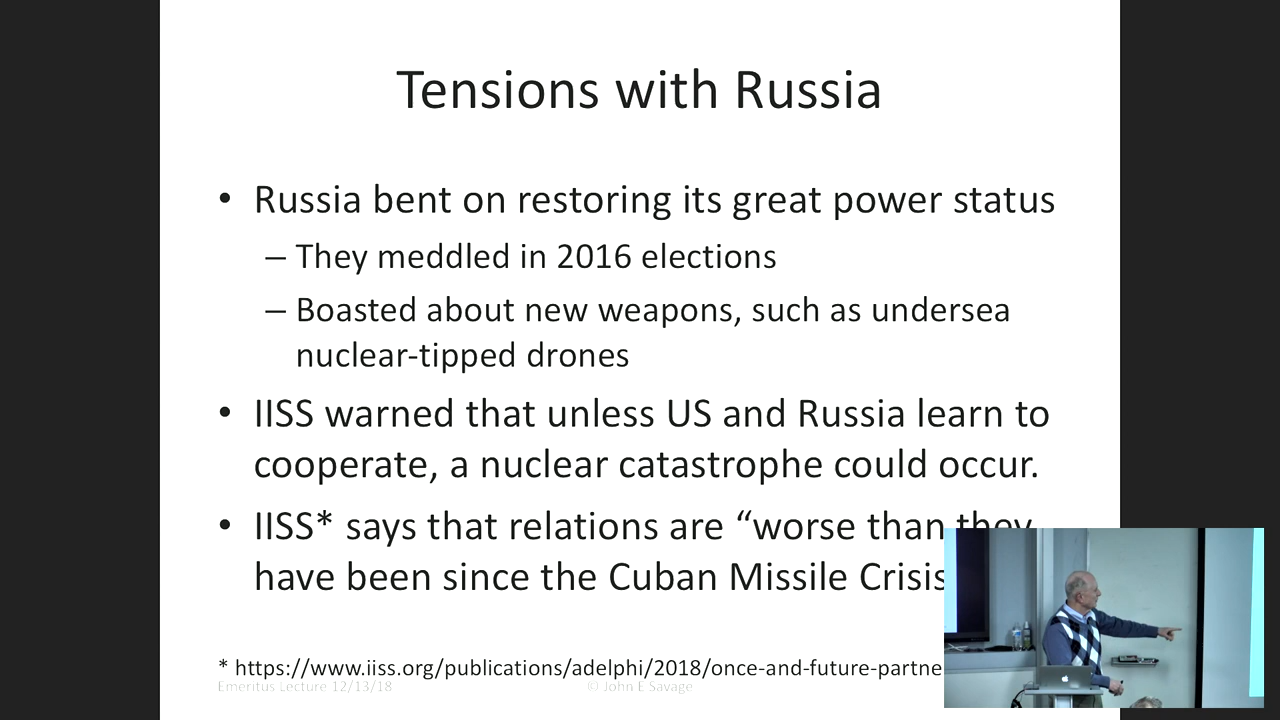 Tensions with Russia
• Russia bent on restoring its great power status
– They meddled in 2016 elections
– Boasted about new weapons, such as undersea
nuclear-tipped drones
• IISS warned that unless US and Russia learn to
cooperate, a nuclear catastrophe could occur.
• IISS* says that relations are “worse than they
have been since the Cuban Missile Crisis
* https://www.iiss.org/publications/adelphi/2018/once-and-future-partne
Emeritus Lecture 12/13/18 © John E Savage